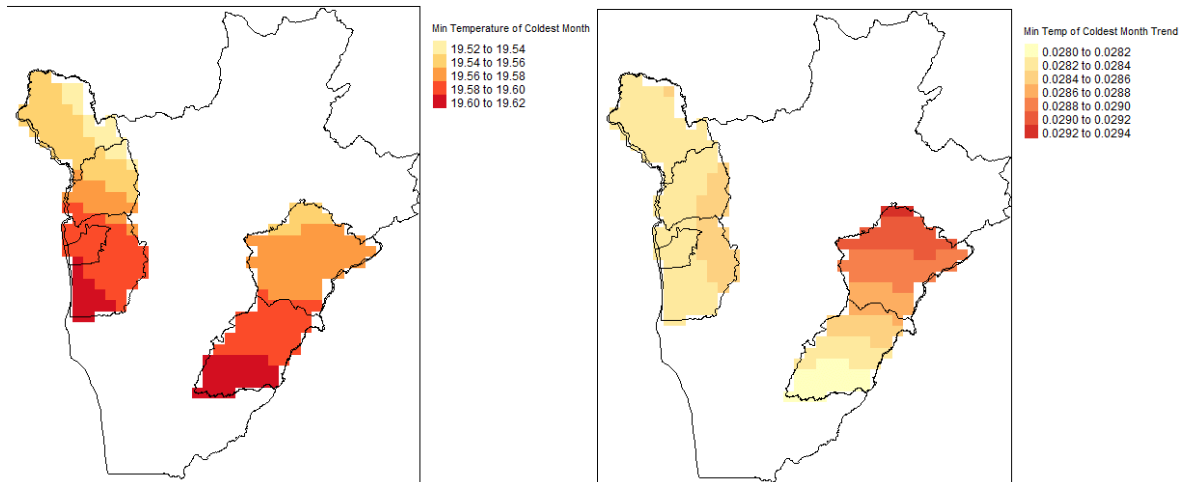 Min Temperature of Coldest Month
19.52 to 19.54
19.54 to 19.56
19.56 to 19.58
19.58 to 19.60
19.60 to 19.62
Min Temp of Coldest Month Trend
0.0280 to 0.0282
0.0282 to 0.0284
0.0284 to 0.0286
0.0286 to 0.0288
0.0288 to 0.0290
0.0290 to 0.0292
0.0292 to 0.0294